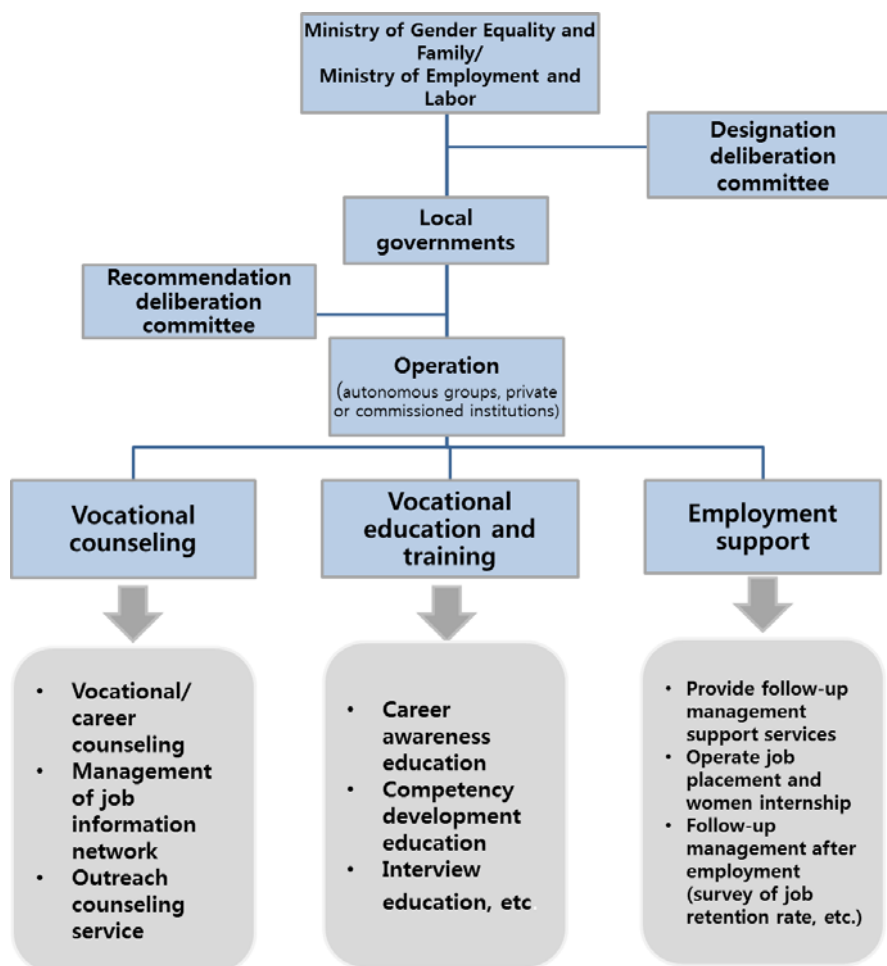 Ministry of Gender Equality and
Family/
Ministry of Employment and
Labor
Designation
deliberation
committee
Local
governments
Recommendation
deliberation
committee
Operation
(autonomous groups, private
or commissioned institutions)
Vocational
counseling
Vocational
education and
training
Employment
support
• Vocational/
career
counseling
• Management
of job
information
network
• Outreach
counseling
service
• Career
awareness
education
• Competency
development
education
• Interview
education, etc.
• Provide follow-up
management
support services
• Operate job
placement and
women internship
• Follow-up
management after
employment
(survey of job
retention rate, etc.)